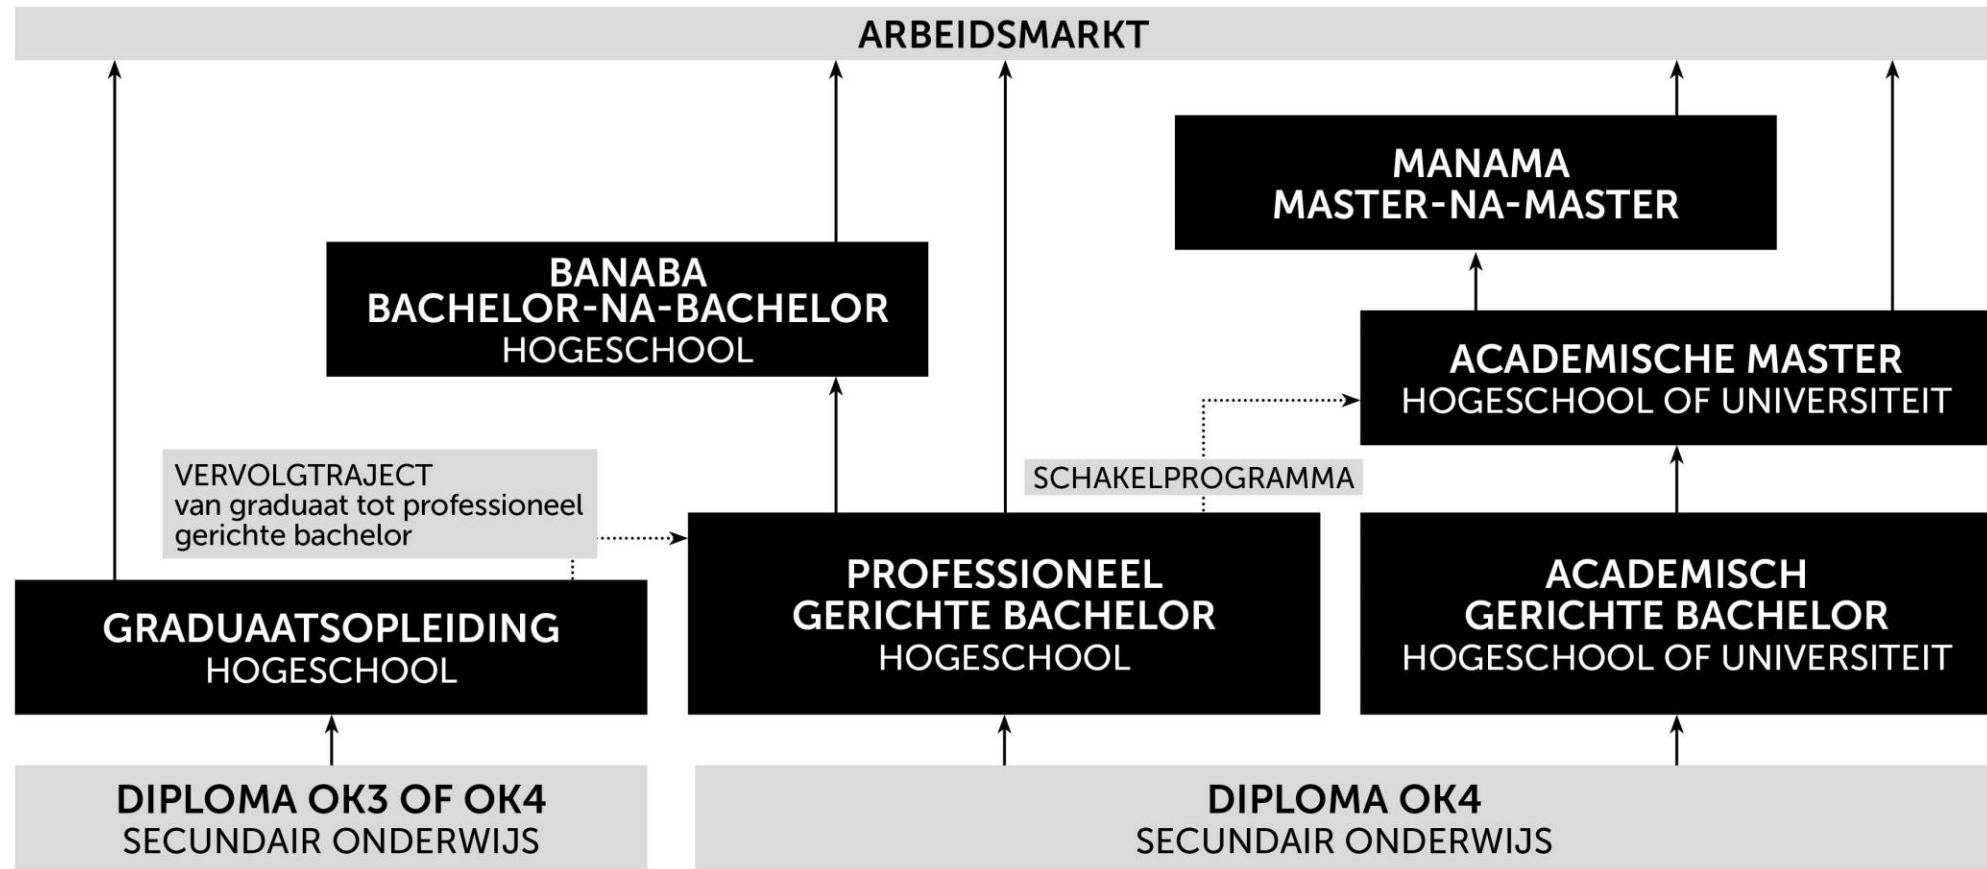 ARBEIDSMARKT
MANAMA
MASTER-NA-MASTER
BANABA
BACHELOR-NA-BACHELOR
HOGESCHOOL
ACADEMISCHE MASTER
HOGESCHOOL OF UNIVERSITEIT
VERVOLGTRAJECT
van graduaat tot professioneel
gerichte bachelor
SCHAKELPROGRAMMA
GRADUAATSOPLEIDING
HOGESCHOOL
PROFESSIONEEL
GERICHTE BACHELOR
HOGESCHOOL
ACADEMISCH
GERICHTE BACHELOR
HOGESCHOOL OF UNIVERSITEIT
DIPLOMA OK3 OF OK4
SECUNDAIR ONDERWIJS
DIPLOMA OK4
SECUNDAIR ONDERWIJS